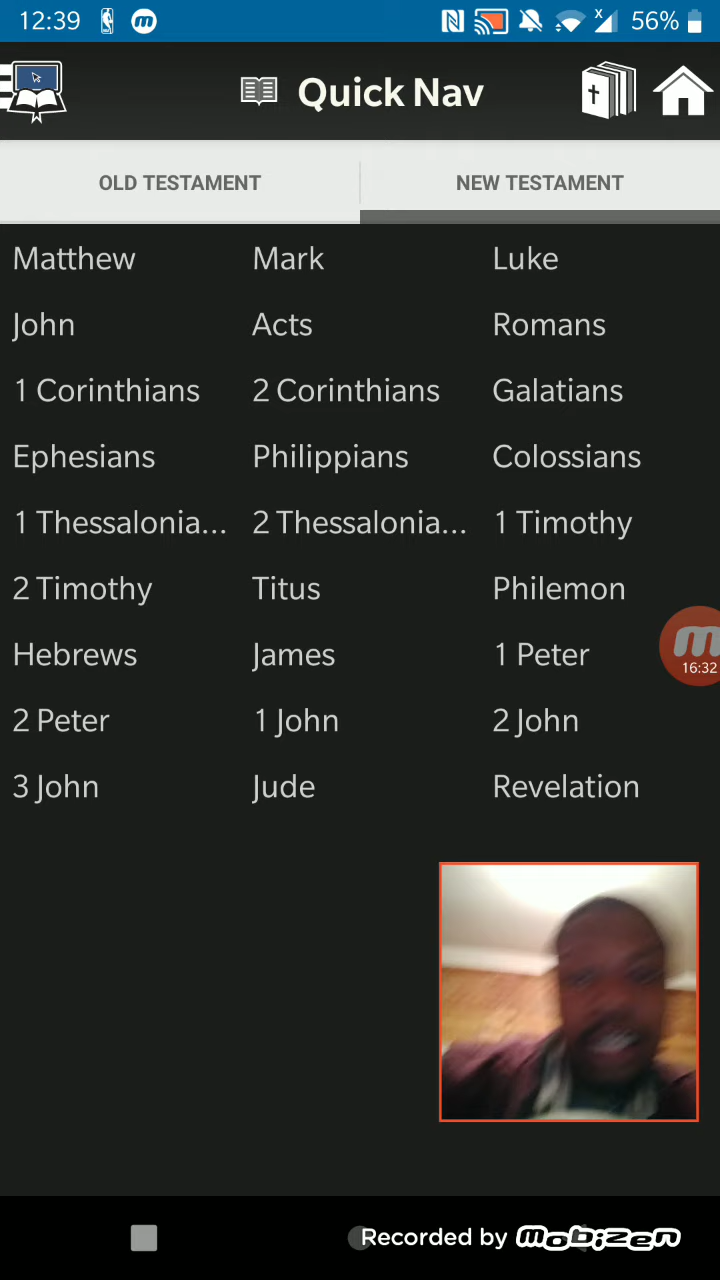 12:39 56%
Quick Nav
OLD TESTAMENT NEW TESTAMENT
Matthew Mark Luke
John Acts Romans
1 Corinthians 2 Corinthians Galatians
Ephesians Philippians Colossians
1 Thessalonia... 2 Thessalonia... 1 Timothy
2 Timothy Titus Philemon
Hebrews James 1 Peter
16:32
2 Peter 1 John 2 John
3 John Jude Revelation
Recorded by mobizen